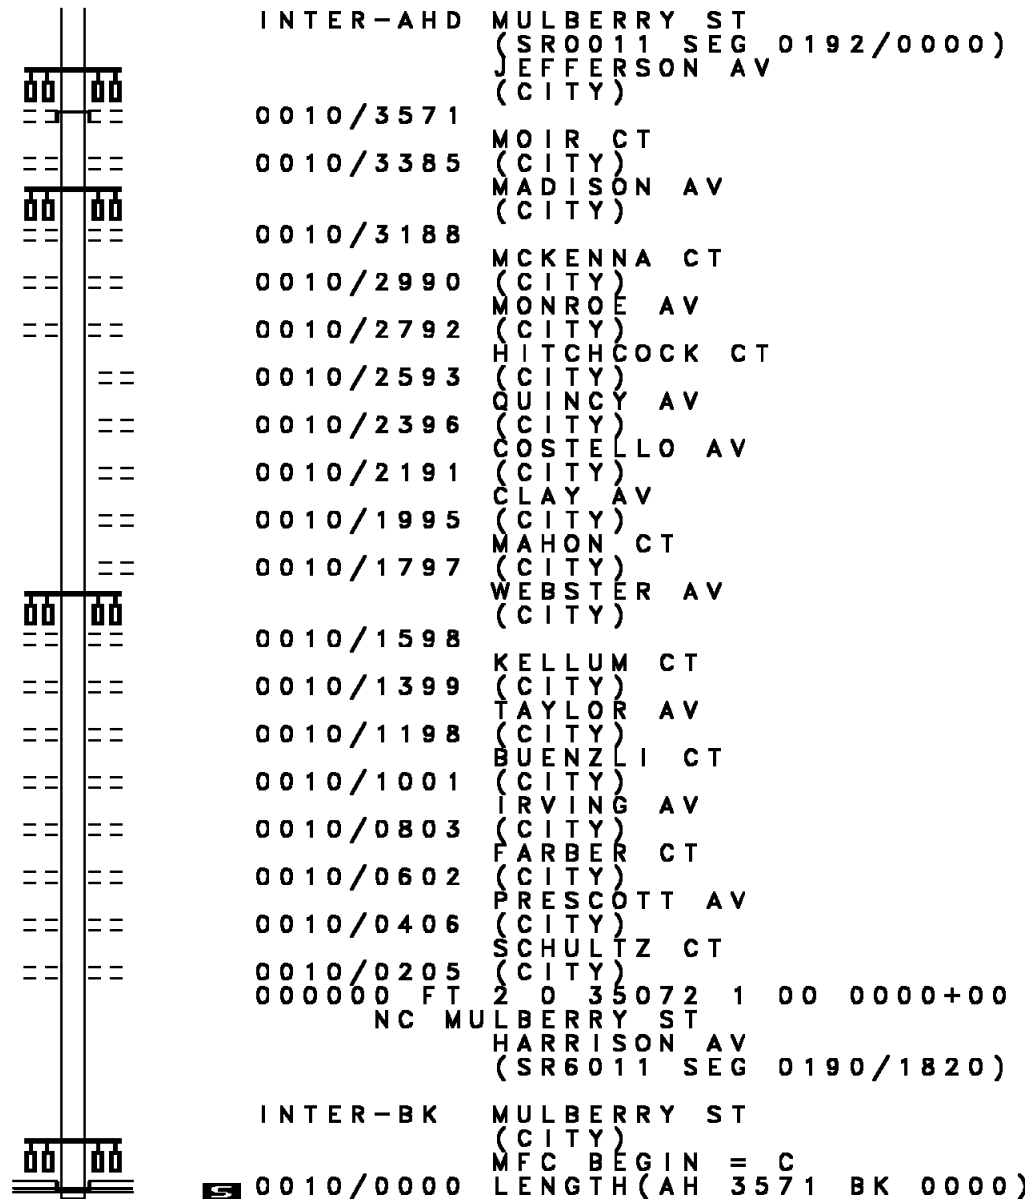 INTER-AHD MULBERRY ST
(SR0011 SEG 0192/0000)
JEFFERSON AV
(CITY)
0010/3571
MOIR CT
0010/3385 (CITY)
MADISON AV
(CITY)
0010/3188
MCKENNA CT
0010/2990 (CITY)
MONROE AV
0010/2792 (CITY)
HITCHCOCK CT
0010/2593 (CITY)
QUINCY AV
0010/2396 (CITY)
COSTELLO AV
0010/2191 (CITY)
CLAY AV
0010/1995 (CITY)
MAHON CT
0010/1797 (CITY)
WEBSTER AV
(CITY)
0010/1598
KELLUM CT
0010/1399 (CITY)
TAYLOR AV
0010/1198 (CITY)
BUENZLI CT
0010/1001 (CITY)
IRVING AV
0010/0803 (CITY)
FARBER CT
0010/0602 (CITY)
PRESCOTT AV
0010/0406 (CITY)
SCHULTZ CT
0010/0205 (CITY)
000000 FT 2 0 35072 1 00 0000+00
NC MULBERRY ST
HARRISON AV
(SR6011 SEG 0190/1820)
INTER-BK MULBERRY ST
(CITY)
MFC BEGIN = C
S 0010/0000 LENGTH(AH 3571 BK 0000)